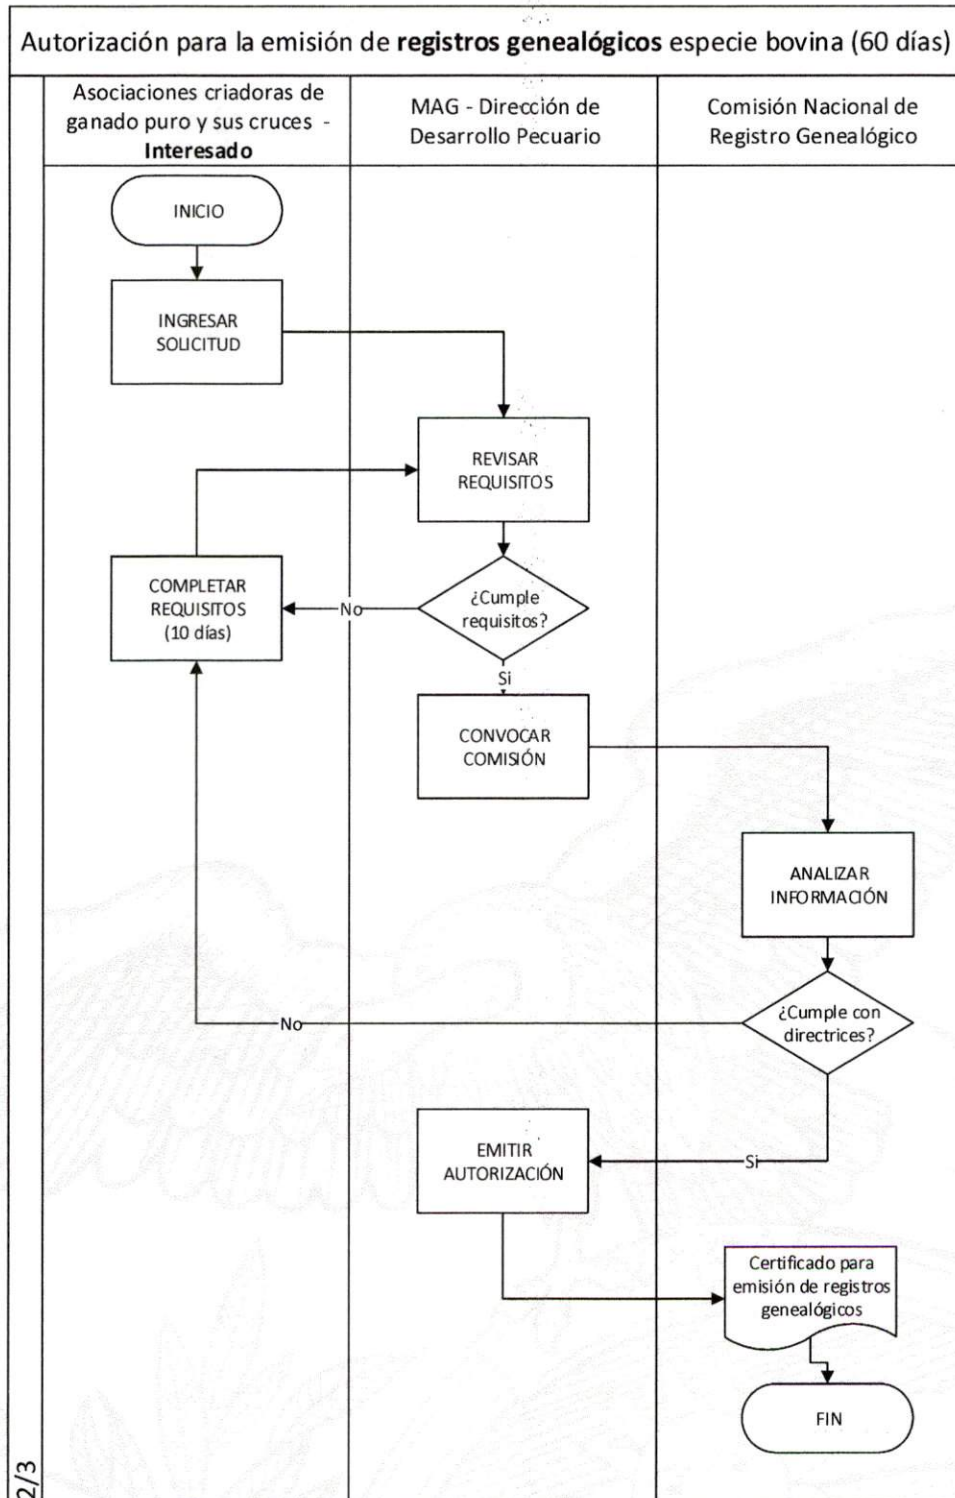 Autorización para la emisión de registros genealógicos especie bovina (60 días)
Asociaciones criadoras de
ganado puro y sus cruces -
Interesado
MAG - Dirección de
Desarrollo Pecuario
Comisión Nacional de
Registro Genealógico
INICIO
INGRESAR
SOLICITUD
REVISAR
REQUISITOS
COMPLETAR
REQUISITOS
(10 días)
No
¿Cumple
requisitos?
Si
CONVOCAR
COMISIÓN
ANALIZAR
INFORMACIÓN
¿Cumple con
directrices?
No
Si
EMITIR
AUTORIZACIÓN
Certificado para
emisión de registros
genealógicos
FIN
2/3